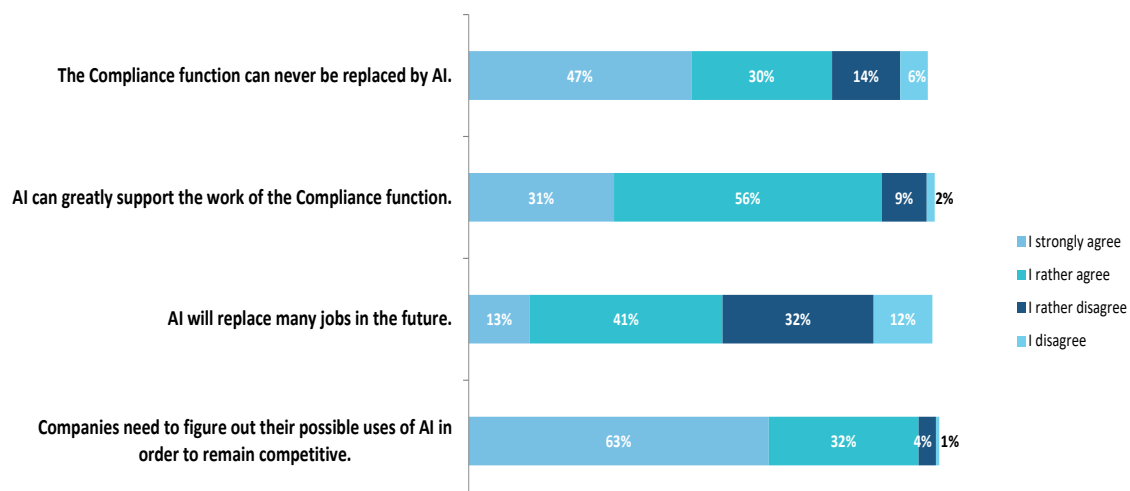 The Compliance function can never be replaced by AI.
47% 30% 14% 6%
AI can greatly support the work of the Compliance function.
31% 56% 9% 2%
AI will replace many jobs in the future.
13% 41% 32% 12%
Companies need to figure out their possible uses of AI in
order to remain competitive.
63% 32% 4% 1%
I strongly agree
I rather agree
I rather disagree
I disagree